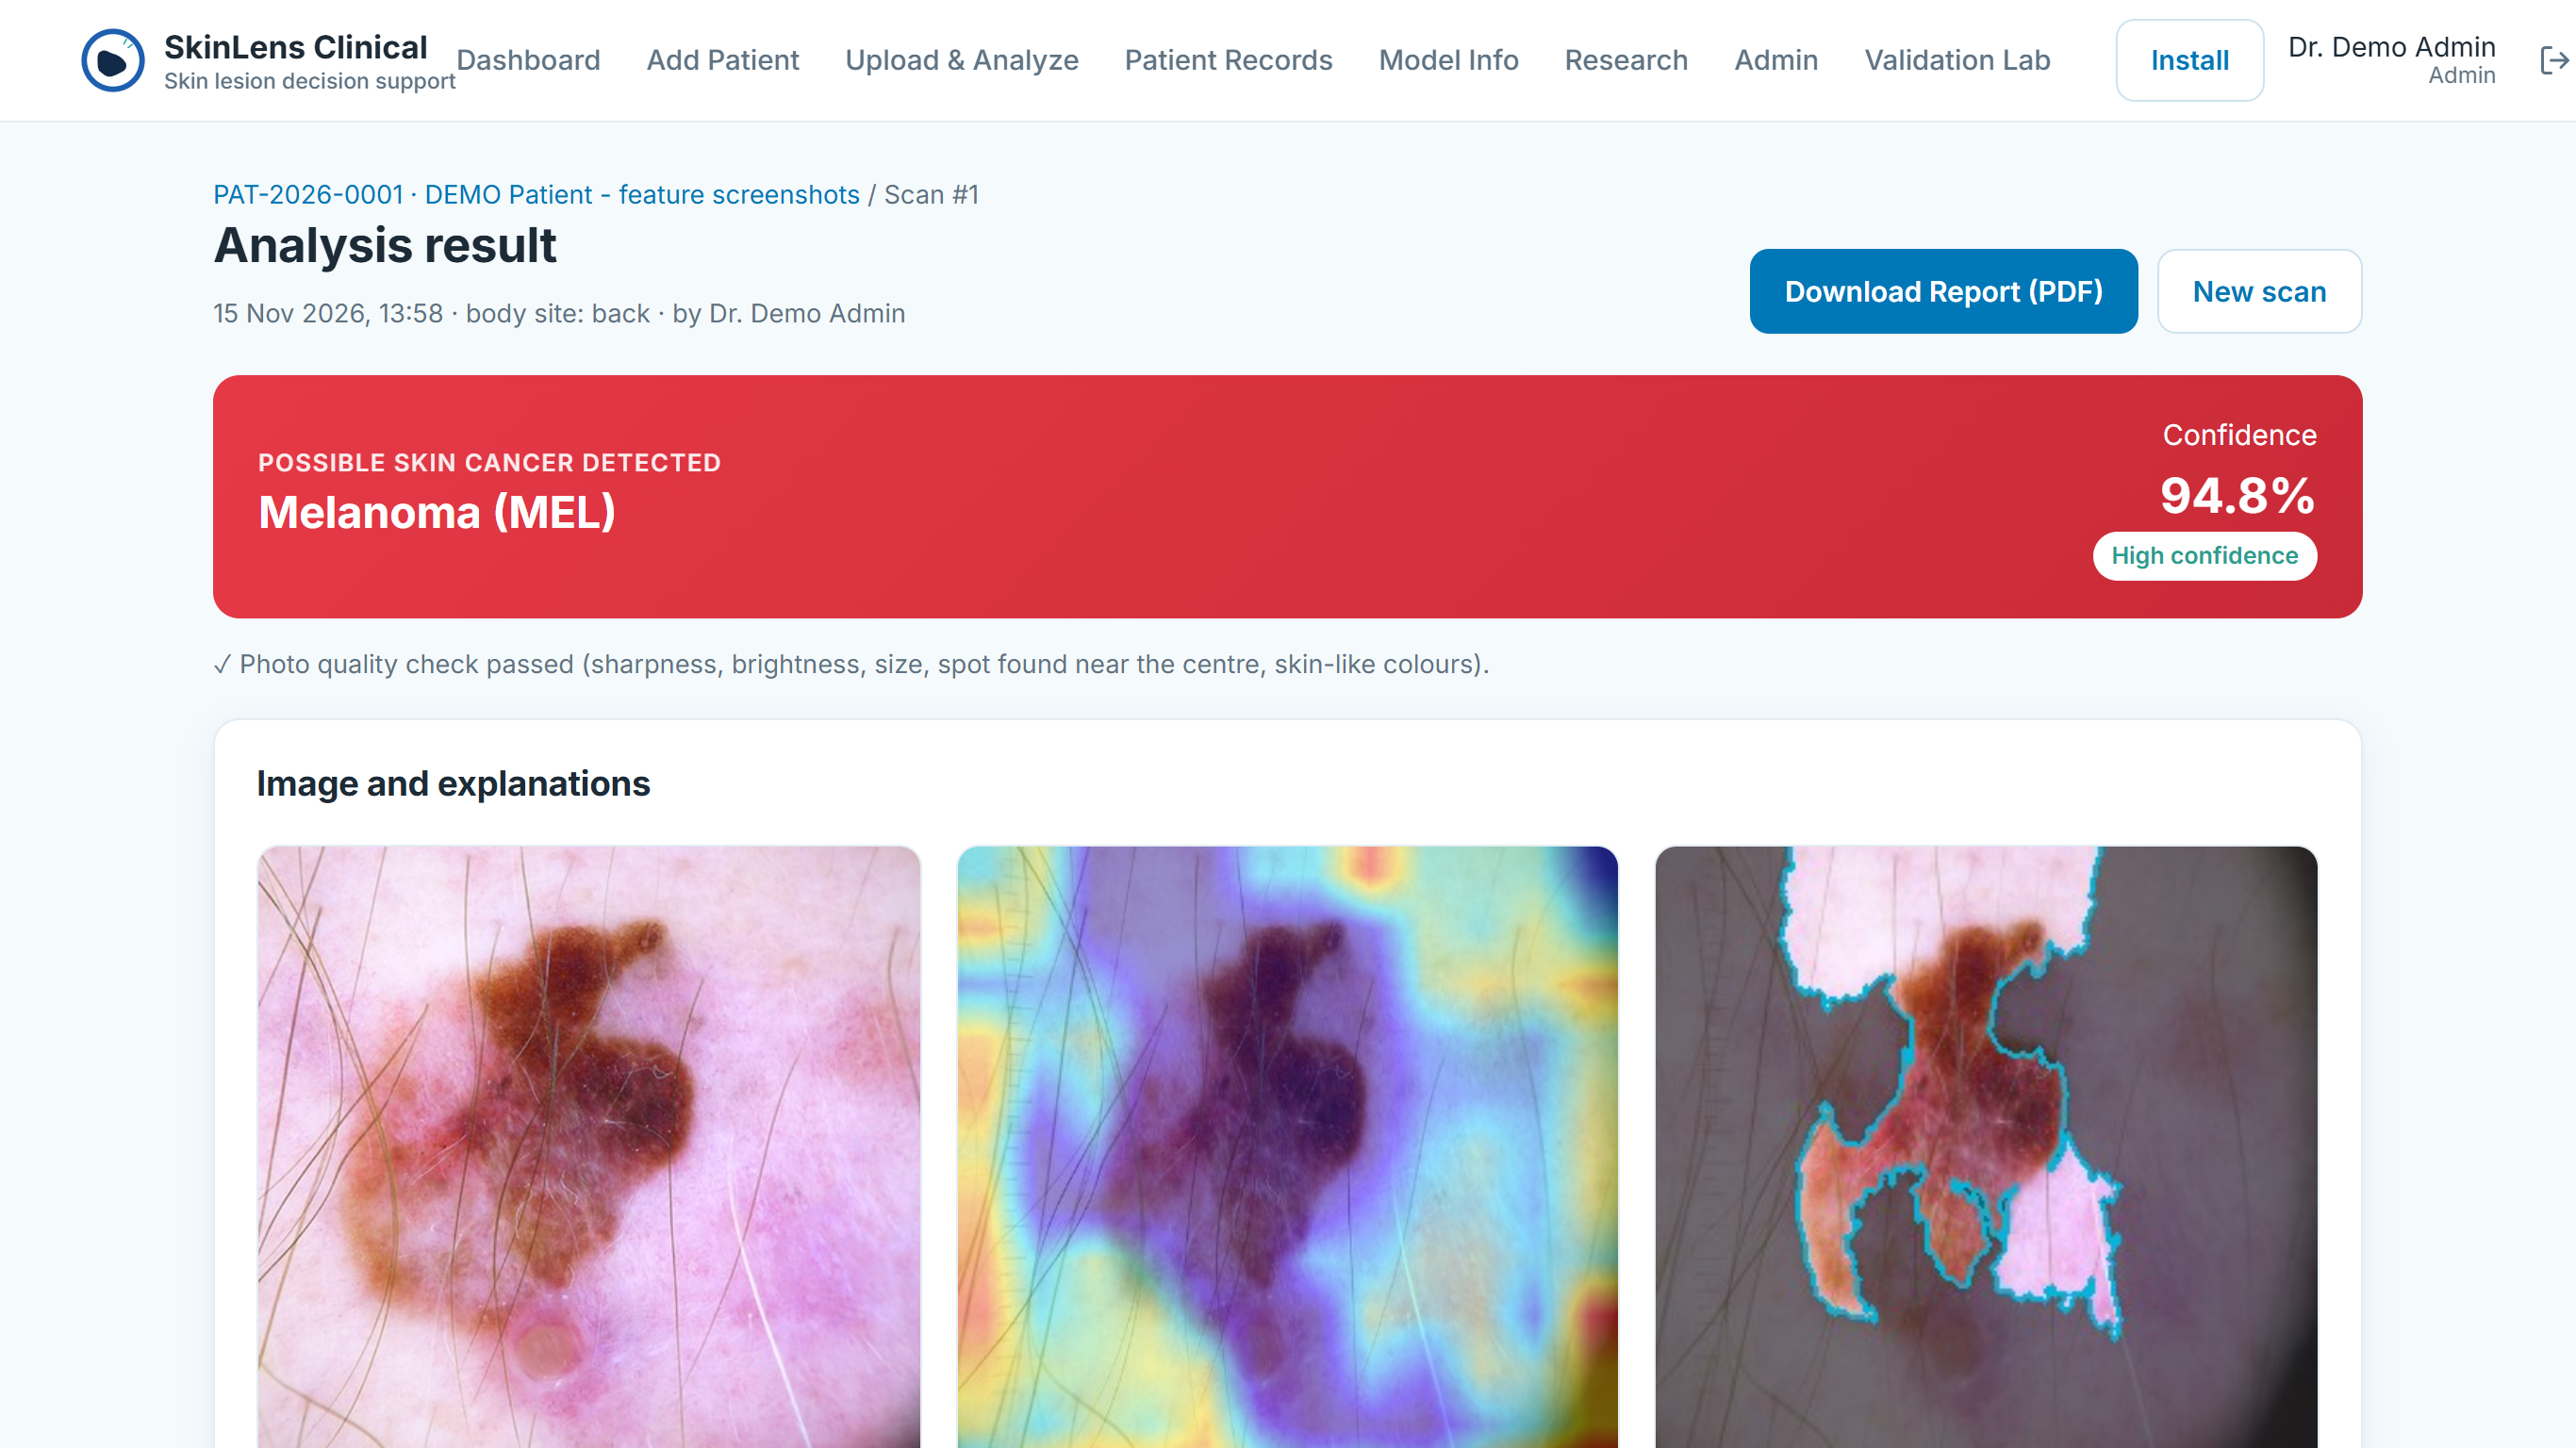 SkinLens Clinical
Skin lesion decision support
Dashboard
Add Patient
Upload & Analyze
Patient Records
Model Info
Research
Admin
Validation Lab
Install
Dr. Demo Admin
Admin
PAT-2026-0001 · DEMO Patient - feature screenshots / Scan #1
Analysis result
15 Nov 2026, 13:58 · body site: back · by Dr. Demo Admin
Download Report (PDF)
New scan
POSSIBLE SKIN CANCER DETECTED
Melanoma (MEL)
Confidence
94.8%
High confidence
✓ Photo quality check passed (sharpness, brightness, size, spot found near the centre, skin-like colours).
Image and explanations